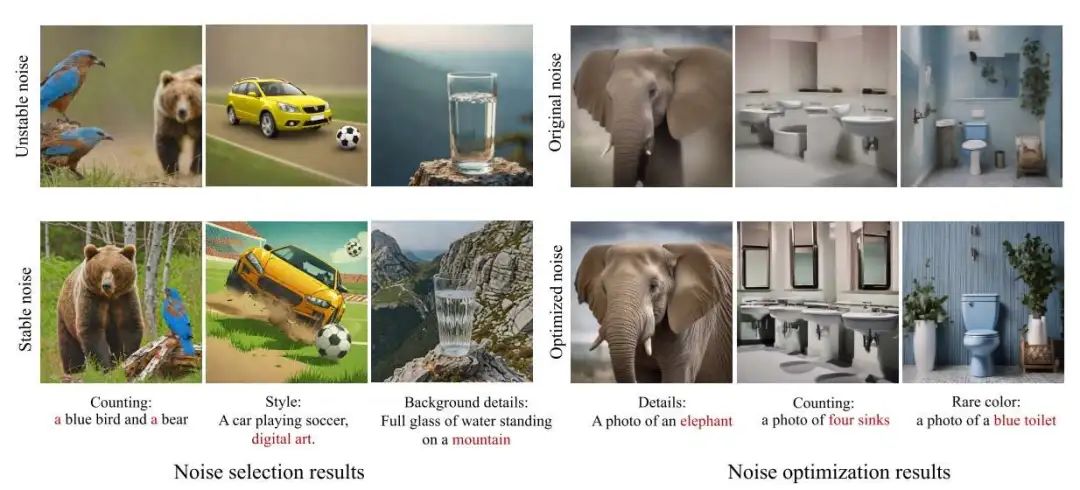 Unstable noise
Original noise
Stable noise
Optimized noise
Counting:
a blue bird and a bear
Style:
A car playing soccer,
digital art.
Background details:
Full glass of water standing
on a mountain
Details:
A photo of an elephant
Counting:
a photo of four sinks
Rare color:
a photo of a blue toilet
Noise selection results
Noise optimization results